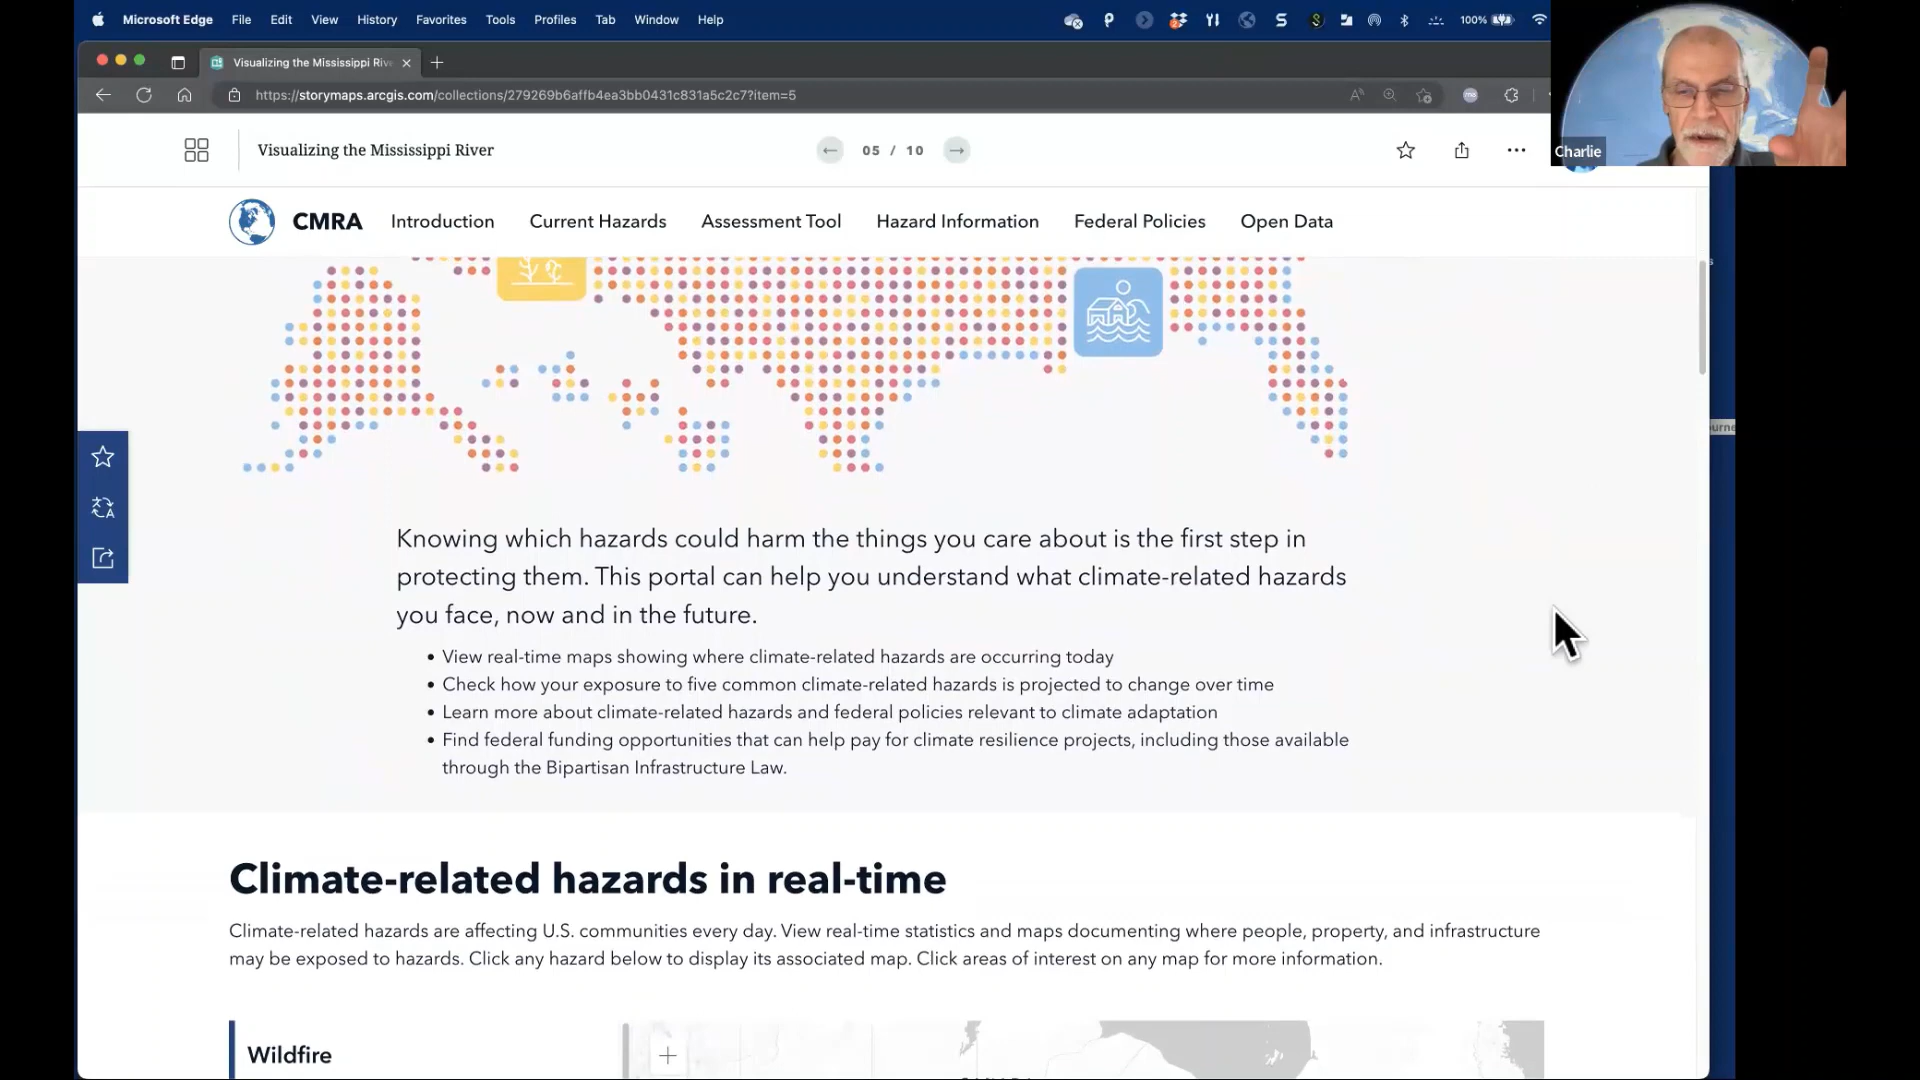 Microsoft Edge File Edit View History Favorites Tools Profiles Tab Window Help 100%
Visualizing the Mississippi Riv
https://storymaps.arcgis.com/collections/279269b6affb4ea3bb0431c831a5c2c7?item=5
Charlie
Visualizing the Mississippi River 05 / 10
CMRA Introduction Current Hazards Assessment Tool Hazard Information Federal Policies Open Data
Knowing which hazards could harm the things you care about is the first step in
protecting them. This portal can help you understand what climate-related hazards
you face, now and in the future.
• View real-time maps showing where climate-related hazards are occurring today
• Check how your exposure to five common climate-related hazards is projected to change over time
• Learn more about climate-related hazards and federal policies relevant to climate adaptation
• Find federal funding opportunities that can help pay for climate resilience projects, including those available
through the Bipartisan Infrastructure Law.
Climate-related hazards in real-time
Climate-related hazards are affecting U.S. communities every day. View real-time statistics and maps documenting where people, property, and infrastructure
may be exposed to hazards. Click any hazard below to display its associated map. Click areas of interest on any map for more information.
Wildfire